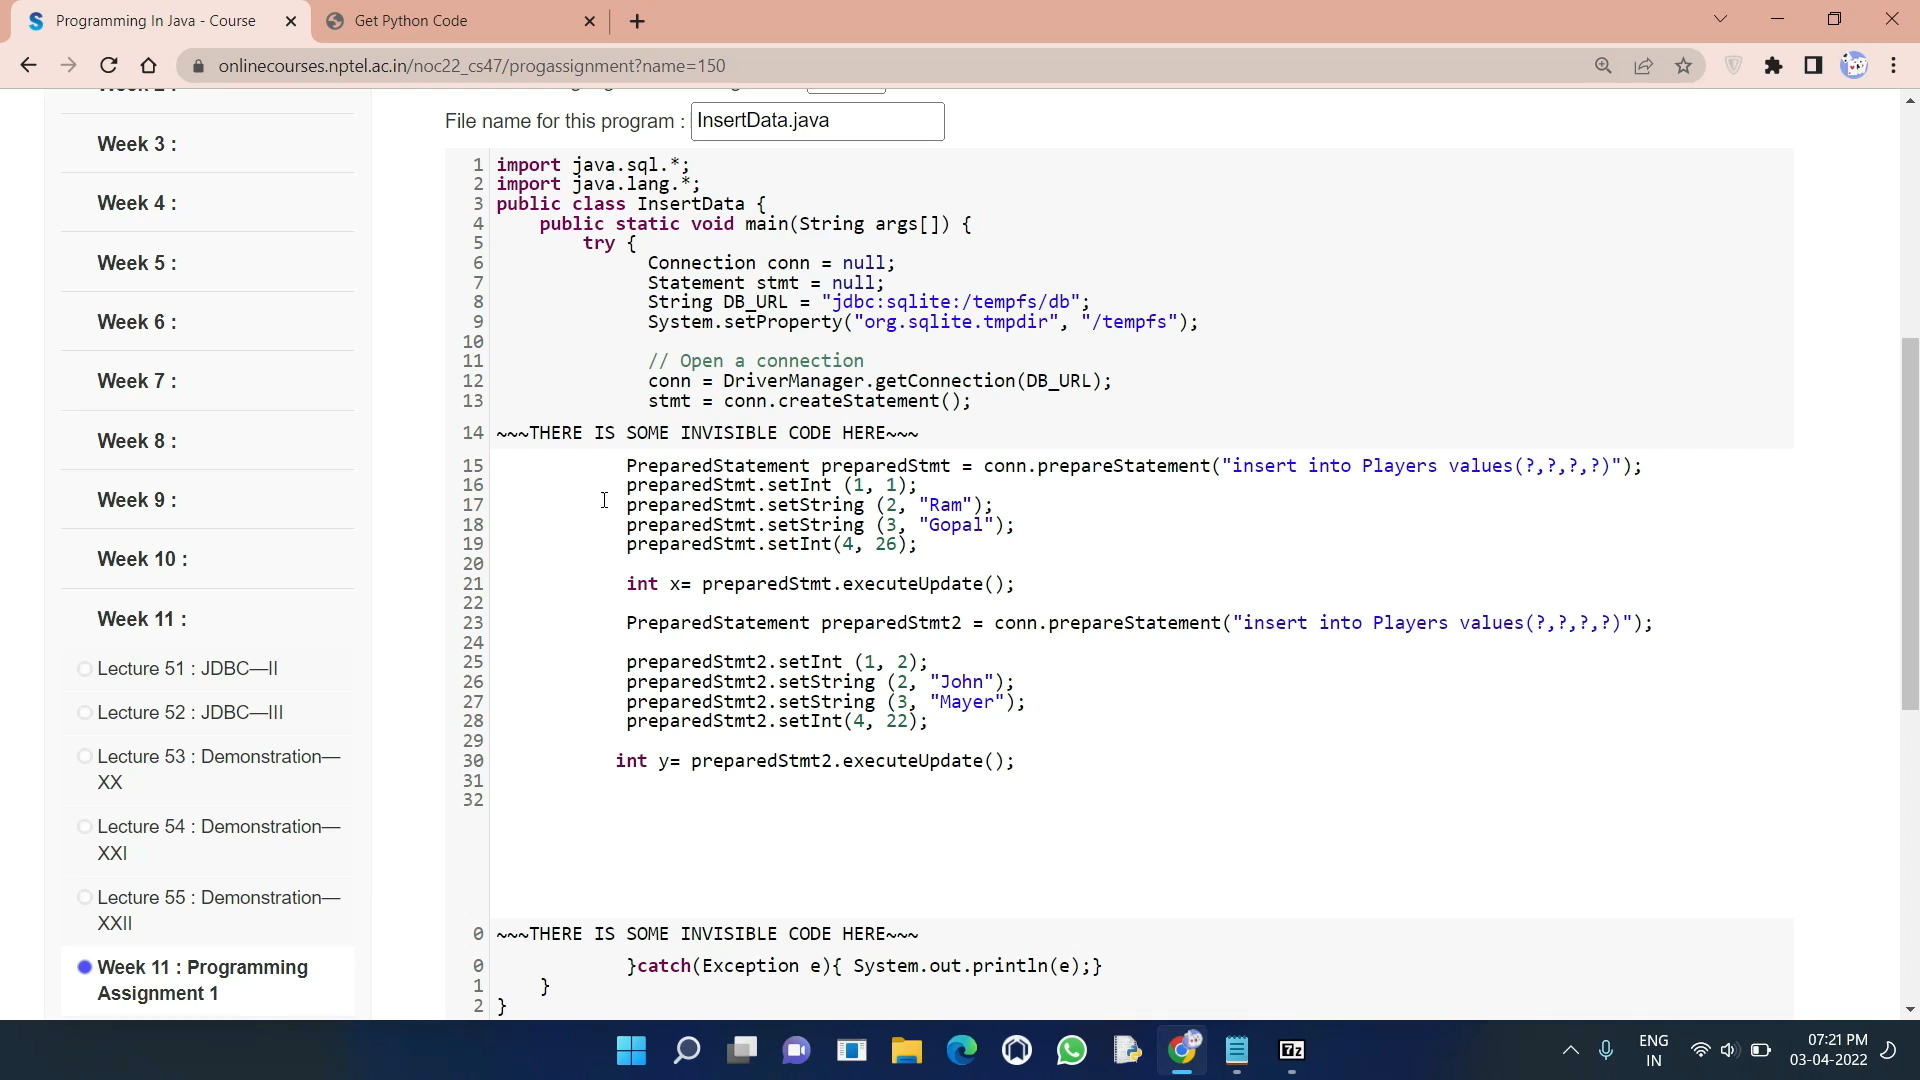 Programming In Java - Course
Get Python Code
onlinecourses.nptel.ac.in/noc22_cs47/progassignment?name=150
Week 3 :
Week 4 :
Week 5 :
Week 6 :
Week 7 :
Week 8 :
Week 9 :
Week 10 :
Week 11 :
Lecture 51 : JDBC—II
Lecture 52 : JDBC—III
Lecture 53 : Demonstration—
XX
Lecture 54 : Demonstration—
XXI
Lecture 55 : Demonstration—
XXII
Week 11 : Programming
Assignment 1
File name for this program : InsertData.java
1 import java.sql.*;
2 import java.lang.*;
3 public class InsertData {
4     public static void main(String args[]) {
5         try {
6               Connection conn = null;
7               Statement stmt = null;
8               String DB_URL = "jdbc:sqlite:/tempfs/db";
9               System.setProperty("org.sqlite.tmpdir", "/tempfs");
10
11               // Open a connection
12               conn = DriverManager.getConnection(DB_URL);
13               stmt = conn.createStatement();
14 ~~~THERE IS SOME INVISIBLE CODE HERE~~~
15             PreparedStatement preparedStmt = conn.prepareStatement("insert into Players values(?,?,?,?)");
16             preparedStmt.setInt (1, 1);
17             preparedStmt.setString (2, "Ram");
18             preparedStmt.setString (3, "Gopal");
19             preparedStmt.setInt(4, 26);
20
21             int x= preparedStmt.executeUpdate();
22
23             PreparedStatement preparedStmt2 = conn.prepareStatement("insert into Players values(?,?,?,?)");
24
25             preparedStmt2.setInt (1, 2);
26             preparedStmt2.setString (2, "John");
27             preparedStmt2.setString (3, "Mayer");
28             preparedStmt2.setInt(4, 22);
29
30            int y= preparedStmt2.executeUpdate();
31
32
0 ~~~THERE IS SOME INVISIBLE CODE HERE~~~
0             }catch(Exception e){ System.out.println(e);}
1     }
2 }
ENG
IN
07:21 PM
03-04-2022